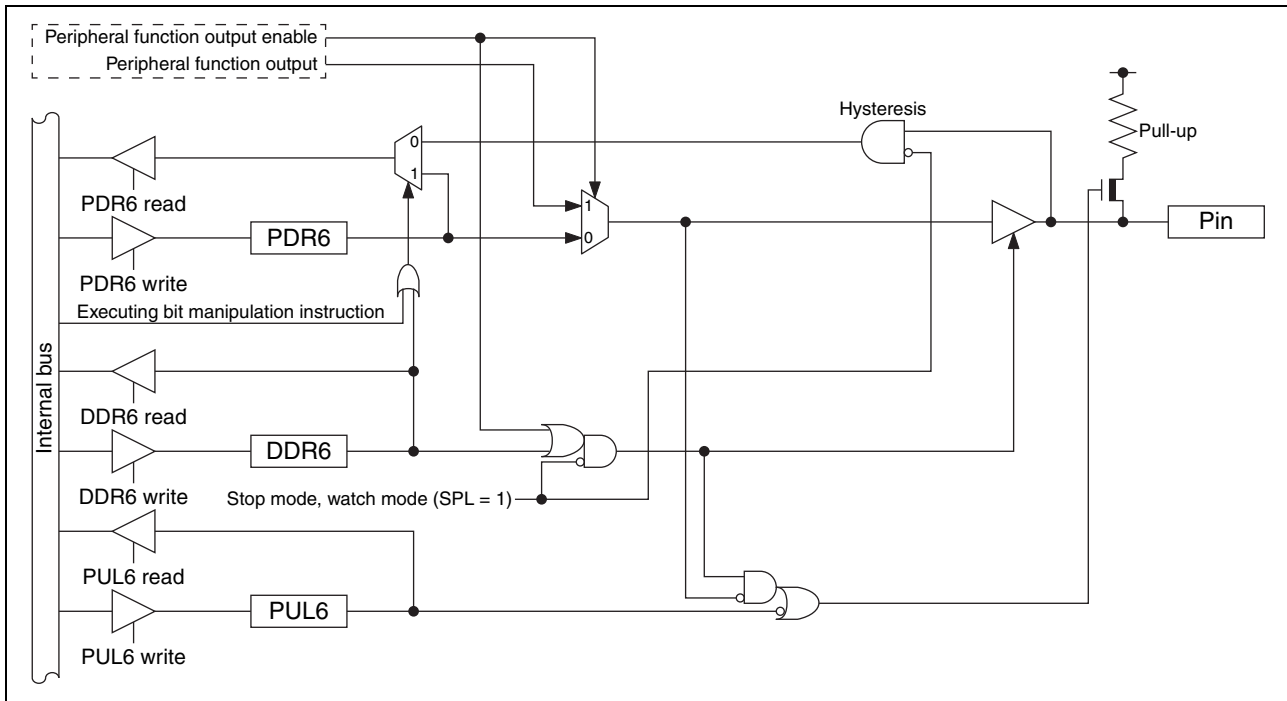 Peripheral function output enable
Peripheral function output
Hysteresis
Pull-up
0
1
PDR6 read
1
PDR6
0
Pin
PDR6 write
Executing bit manipulation instruction
Internal bus
DDR6 read
DDR6
DDR6 write
Stop mode, watch mode (SPL = 1)
PUL6 read
PUL6
PUL6 write